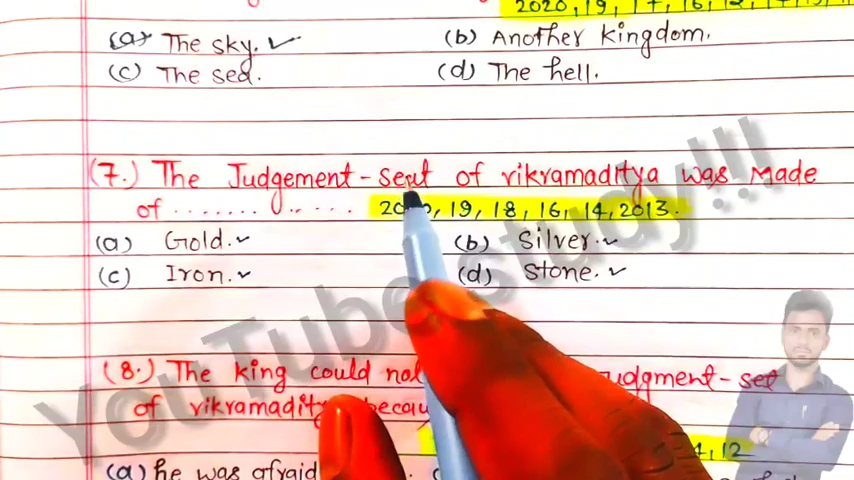 2020, 19, 17, 16, 12
(a) The sky. (b) Another kingdom.
(c) The sea. (d) The hell.
(7.) The Judgement-seat of vikramaditya was Made
of .............. 2020, 19, 18, 16, 14, 2013.
(a) Gold. (b) Silver.
(c) Iron. (d) Stone.
(8.) The king could not udgment-set
of vikramadity becau
4, 12
(a) he was afraid
YouTube study!!!